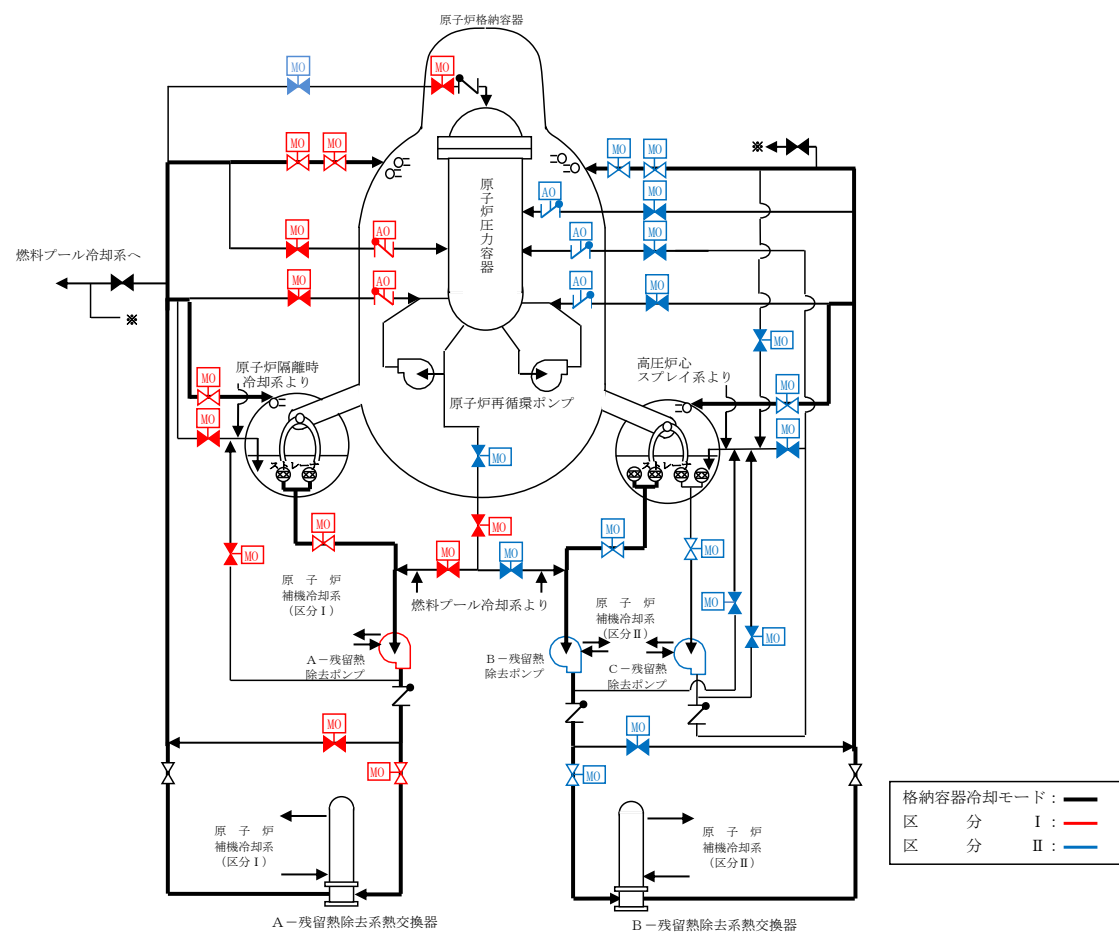 原子炉格納容器
MO
MO
MO
MO
MO
MO
※
AO
MO
原子炉圧力容器
MO
AO
AO
MO
燃料プール冷却系へ
※
MO
AO
AO
MO
MO
原子炉隔離時
冷却系より
高圧炉心
スプレイ系より
MO
MO
原子炉再循環ポンプ
MO
MO
MO
ストレーナ
ストレーナ
MO
MO
MO
MO
MO
MO
MO
MO
原子炉
補機冷却系
(区分Ⅰ)
燃料プール冷却系より
原子炉
補機冷却系
(区分Ⅱ)
MO
MO
A-残留熱
除去ポンプ
B-残留熱
除去ポンプ
C-残留熱
除去ポンプ
MO
MO
MO
MO
原子炉
補機冷却系
(区分Ⅰ)
原子炉
補機冷却系
(区分Ⅱ)
A-残留熱除去系熱交換器
B-残留熱除去系熱交換器
格納容器冷却モード:
区分Ⅰ:
区分Ⅱ: